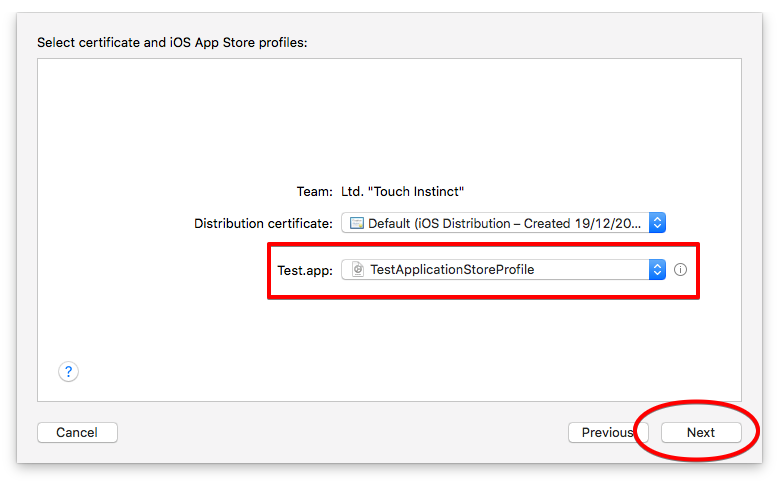 Select certificate and iOS App Store profiles:
Team: Ltd. "Touch Instinct"
Distribution certificate: Default (iOS Distribution – Created 19/12/20...
Test.app: TestApplicationStoreProfile
?
Cancel Previous Next